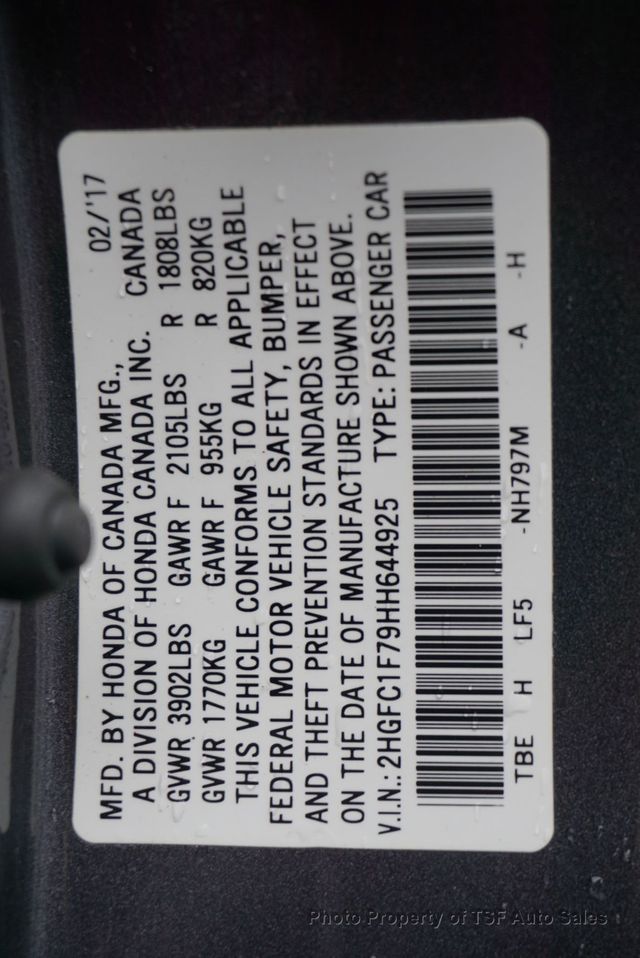 MFD. BY HONDA OF CANADA MFG., 02/'17
A DIVISION OF HONDA CANADA INC. CANADA
GVWR 3902LBS GAWR F 2105LBS R 1808LBS
GVWR 1770KG GAWR F 955KG R 820KG
THIS VEHICLE CONFORMS TO ALL APPLICABLE
FEDERAL MOTOR VEHICLE SAFETY, BUMPER,
AND THEFT PREVENTION STANDARDS IN EFFECT
ON THE DATE OF MANUFACTURE SHOWN ABOVE.
V.I.N.: 2HGFC1F79HH644925 TYPE: PASSENGER CAR
TBE H LF5 -NH797M -A -H
Photo Property of TSF Auto Sales